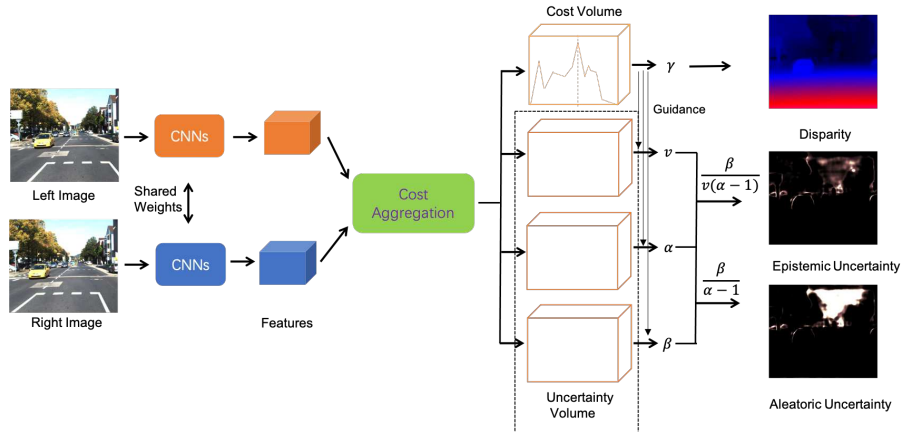 Cost Volume
γ
Guidance
Disparity
Left Image
CNNs
Shared
Weights
CNNs
Right Image
Features
Cost
Aggregation
v
α
β
β
v(α − 1)
β
α − 1
Epistemic Uncertainty
Aleatoric Uncertainty
Uncertainty
Volume